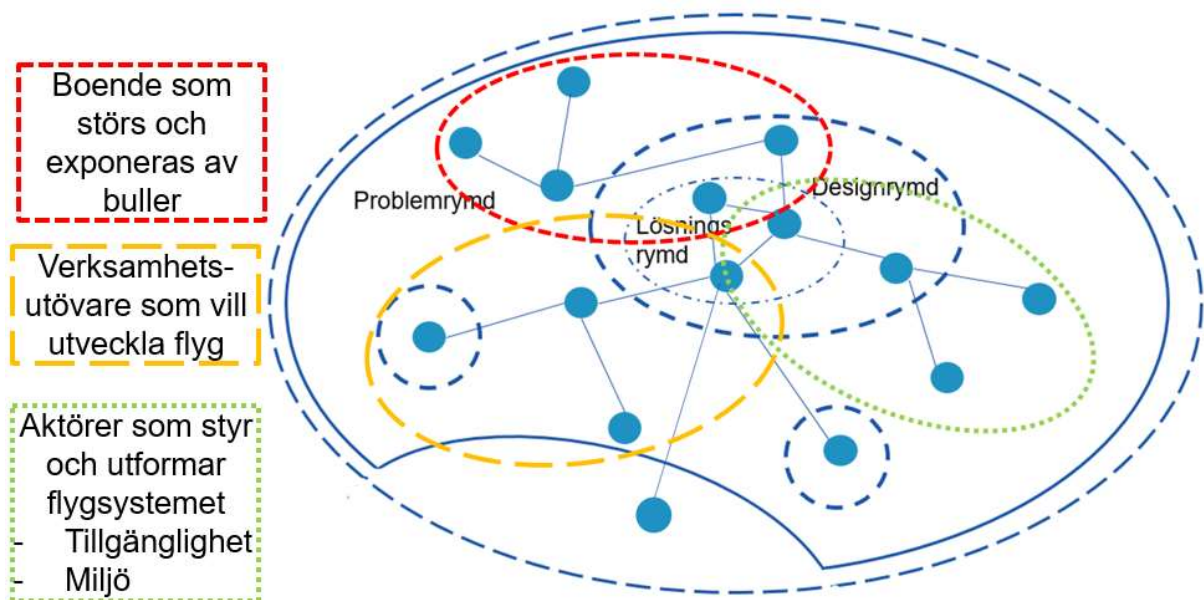 Boende som
störs och
exponeras av
buller
Verksamhets-
utövare som vill
utveckla flyg
Aktörer som styr
och utformar
flygsystemet
- Tillgänglighet
- Miljö
Problemrymd
Designrymd
Lösnings
rymd